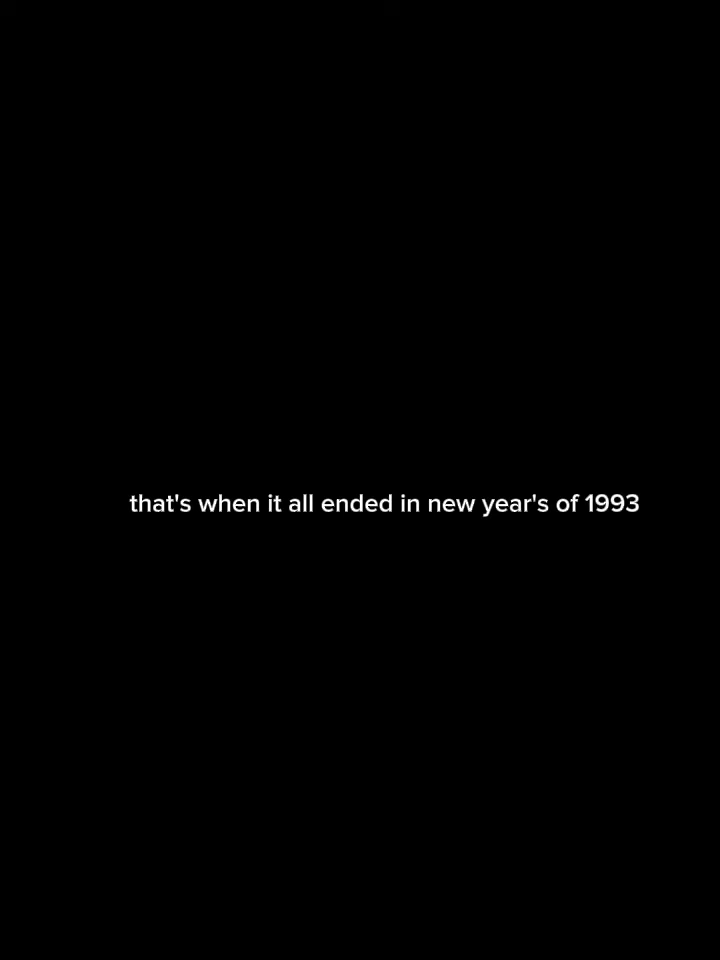 that's when it all ended in new year's of 1993